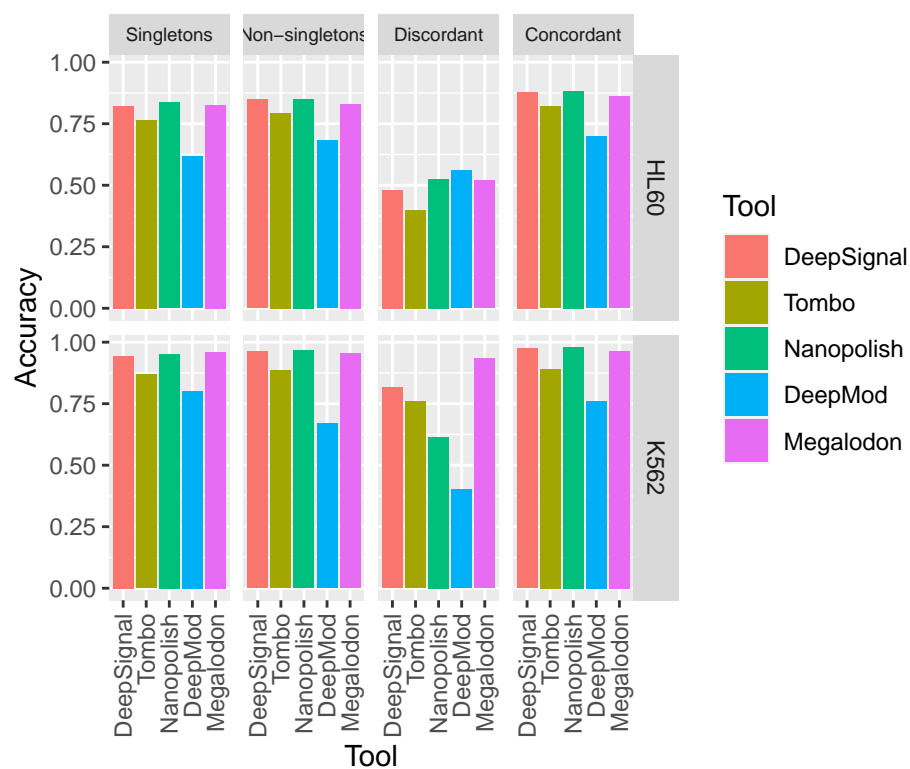 Singletons
Non−singletons
Discordant
Concordant
Accuracy
1.00
0.75
0.50
0.25
0.00
HL60
1.00
0.75
0.50
0.25
0.00
K562
DeepSignal
Tombo
Nanopolish
DeepMod
Megalodon
DeepSignal
Tombo
Nanopolish
DeepMod
Megalodon
DeepSignal
Tombo
Nanopolish
DeepMod
Megalodon
DeepSignal
Tombo
Nanopolish
DeepMod
Megalodon
Tool
Tool
DeepSignal
Tombo
Nanopolish
DeepMod
Megalodon